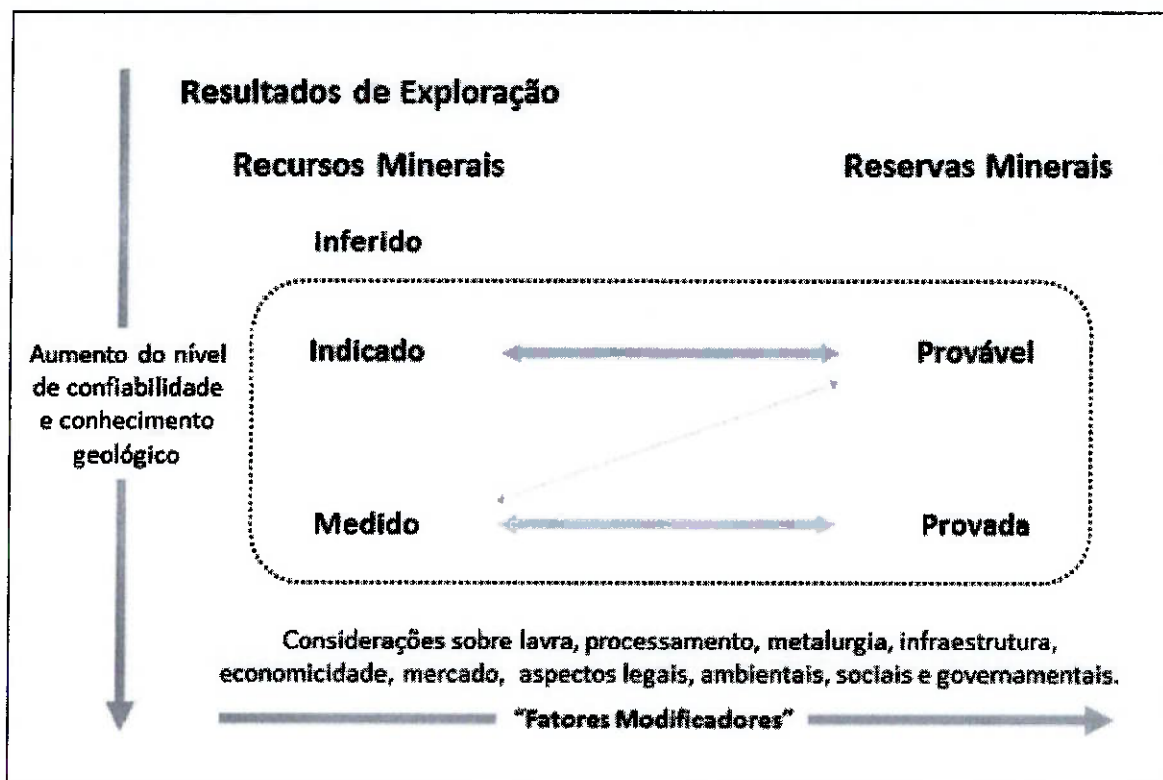 Resultados de Exploração
Recursos Minerais
Reservas Minerais
Inferido
Aumento do nível
de confiabilidade
e conhecimento
geológico
Indicado
Provável
Medido
Provada
Considerações sobre lavra, processamento, metalurgia, infraestrutura,
economicidade, mercado, aspectos legais, ambientais, sociais e governamentais.
"Fatores Modificadores"